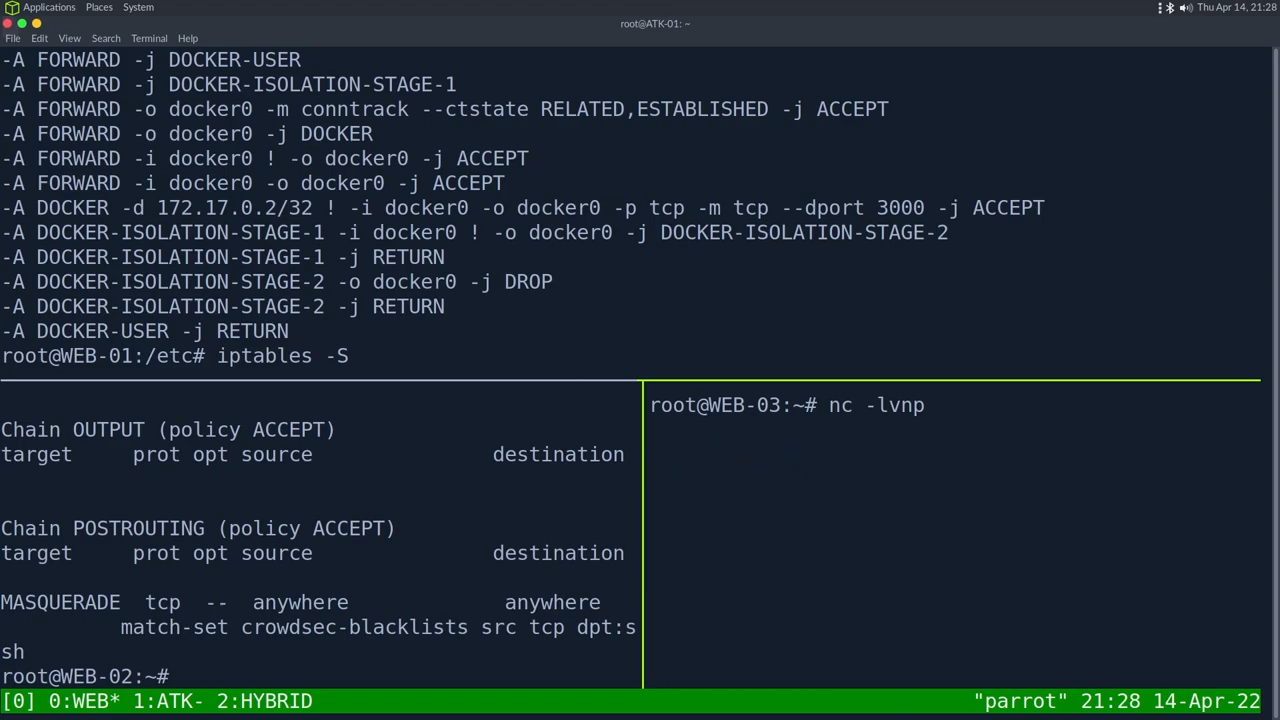 Applications Places System
Thu Apr 14, 21:28
root@ATK-01: ~
File Edit View Search Terminal Help
-A FORWARD -j DOCKER-USER
-A FORWARD -j DOCKER-ISOLATION-STAGE-1
-A FORWARD -o docker0 -m conntrack --ctstate RELATED,ESTABLISHED -j ACCEPT
-A FORWARD -o docker0 -j DOCKER
-A FORWARD -i docker0 ! -o docker0 -j ACCEPT
-A FORWARD -i docker0 -o docker0 -j ACCEPT
-A DOCKER -d 172.17.0.2/32 ! -i docker0 -o docker0 -p tcp -m tcp --dport 3000 -j ACCEPT
-A DOCKER-ISOLATION-STAGE-1 -i docker0 ! -o docker0 -j DOCKER-ISOLATION-STAGE-2
-A DOCKER-ISOLATION-STAGE-1 -j RETURN
-A DOCKER-ISOLATION-STAGE-2 -o docker0 -j DROP
-A DOCKER-ISOLATION-STAGE-2 -j RETURN
-A DOCKER-USER -j RETURN
root@WEB-01:/etc# iptables -S
Chain OUTPUT (policy ACCEPT)
target     prot opt source               destination
Chain POSTROUTING (policy ACCEPT)
target     prot opt source               destination
MASQUERADE  tcp  --  anywhere             anywhere
          match-set crowdsec-blacklists src tcp dpt:s
sh
root@WEB-02:~#
root@WEB-03:~# nc -lvnp
[0] 0:WEB* 1:ATK- 2:HYBRID
"parrot" 21:28 14-Apr-22